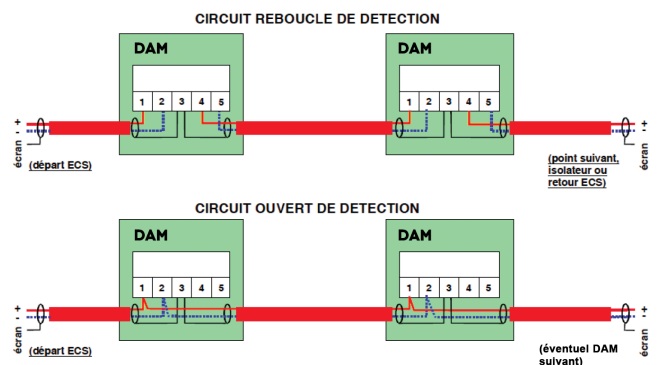 CIRCUIT REBOUCLE DE DETECTION
DAM
DAM
1 2 3 4 5
1 2 3 4 5
+
-
écran
(départ ECS)
+
-
écran
(point suivant,
isolateur ou
retour ECS)
CIRCUIT OUVERT DE DETECTION
DAM
DAM
1 2 3 4 5
1 2 3 4 5
+
-
écran
(départ ECS)
+
-
écran
(éventuel DAM
suivant)